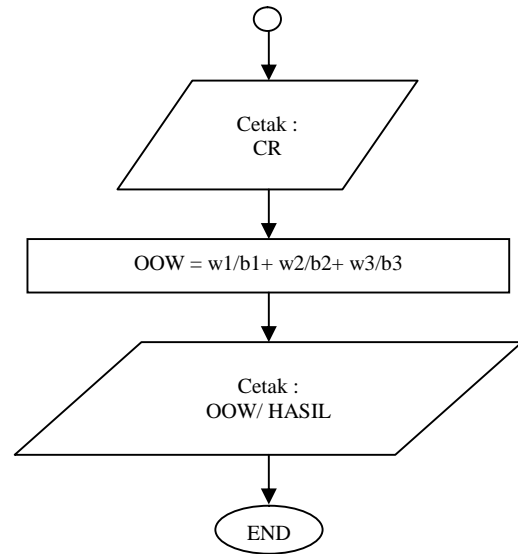 Cetak :
CR
OOW = w1/b1+ w2/b2+ w3/b3
Cetak :
OOW/ HASIL
END